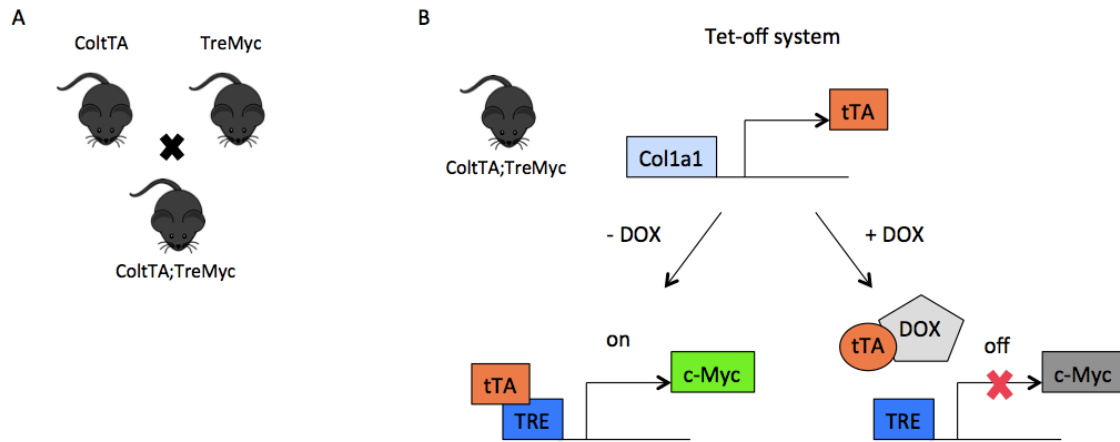 A
ColtTA
TreMyc
ColtTA;TreMyc
B
Tet-off system
ColtTA;TreMyc
Col1a1
tTA
- DOX
+ DOX
on
tTA
TRE
c-Myc
tTA
DOX
off
TRE
c-Myc